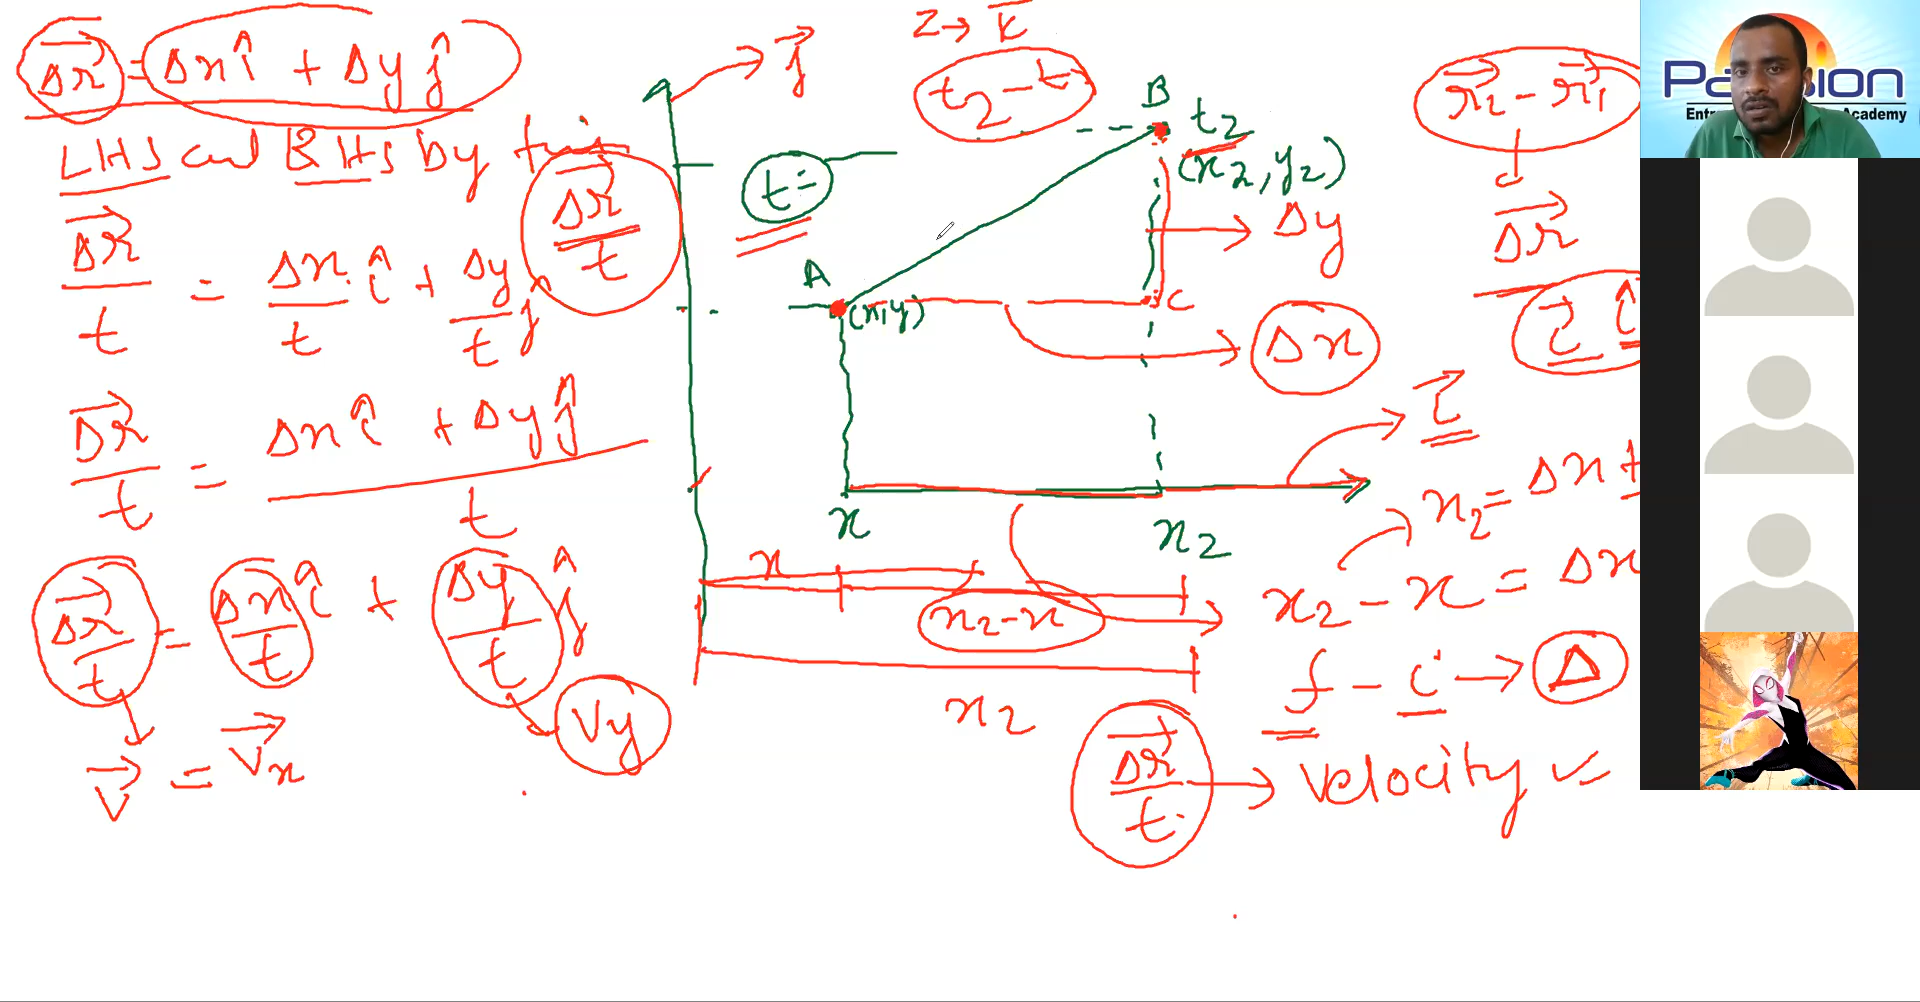 Δr⃗ = Δx î + Δy ĵ
LHS and RHS by
Δr⃗/t
Δr⃗/t = Δx/t î + Δy/t j
Δr⃗/t = Δx î + Δy ĵ / t
Δr⃗/t = Δx/t î + Δy/t ĵ
v⃗ = v⃗x
Vy
j⃗
Z → K
t2 - t
t =
B
t2
(x2, y2)
Δy
A
(x, y)
C
Δx
x
x2
x
x2-x
x2
r⃗2 - r⃗1
Δr⃗
i⃗ î
i⃗
x2 = Δx +
x2 - x = Δx
f - i → Δ
Δr⃗/t → Velocity
Academy